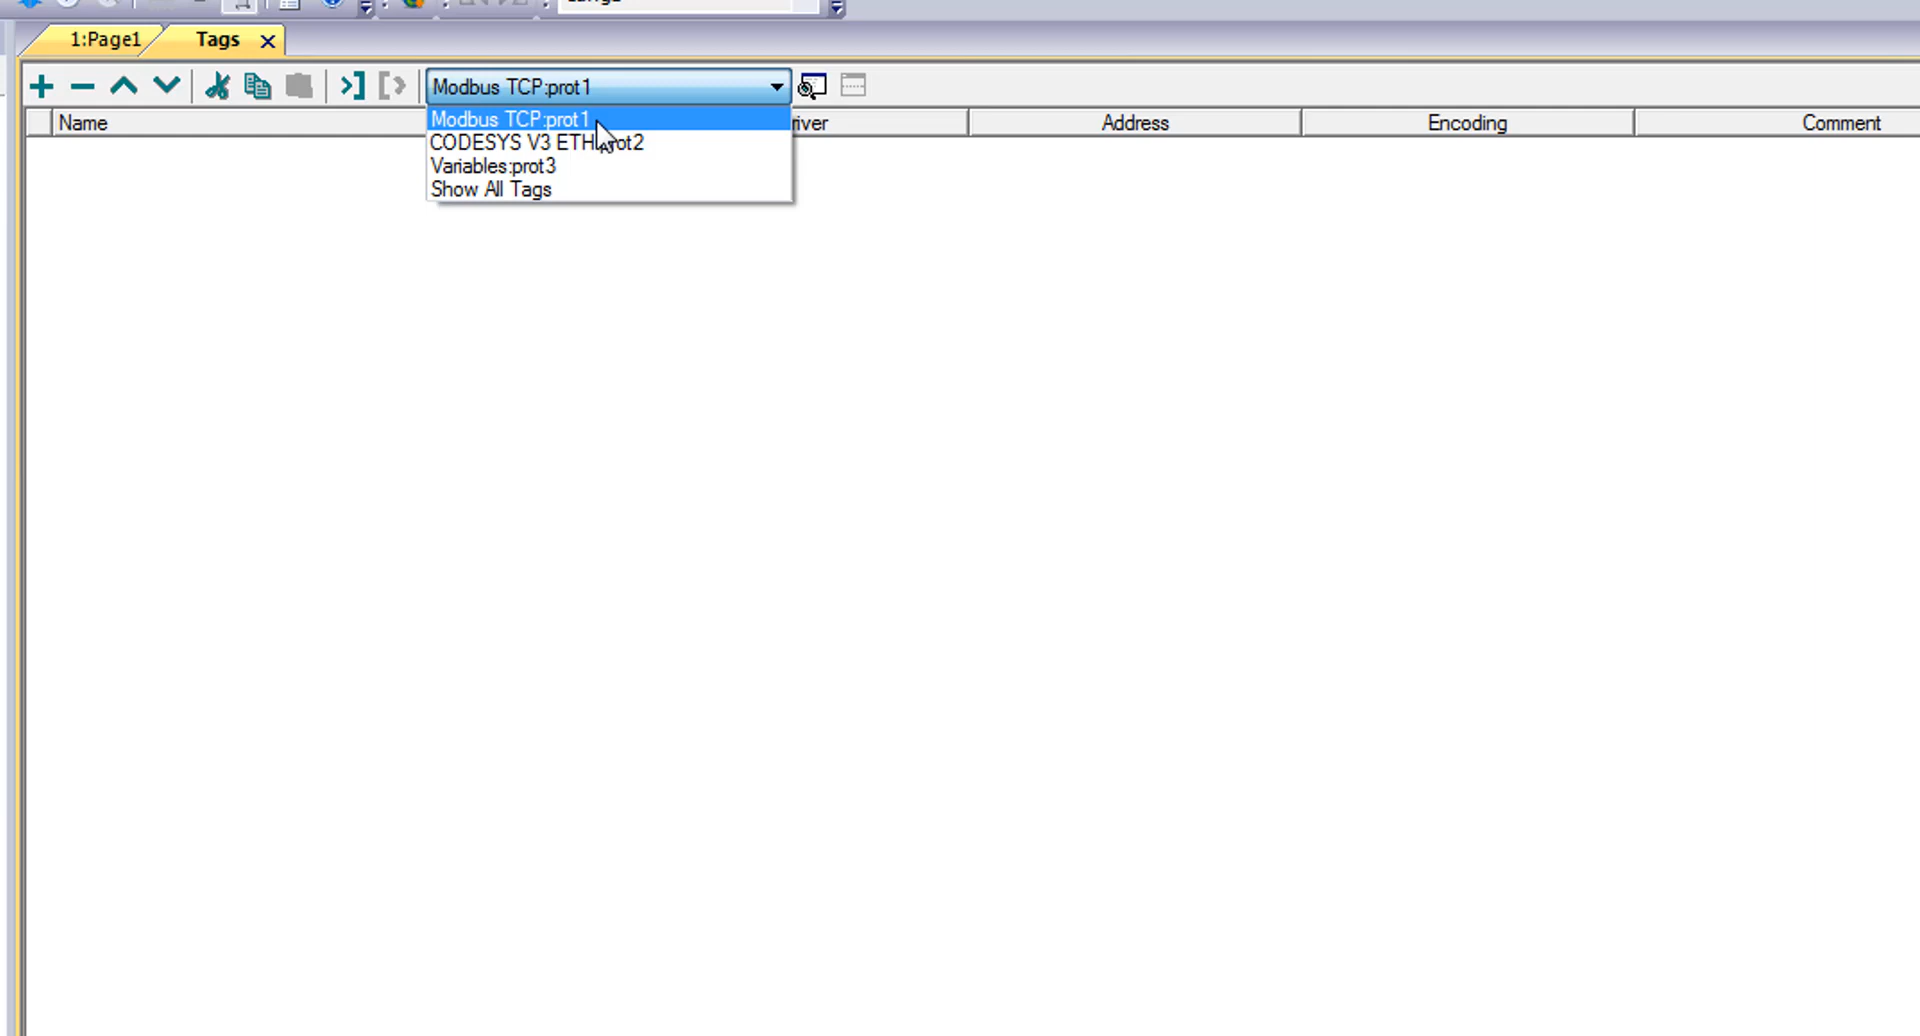 1:Page1
Tags
Modbus TCP:prot1
Name
Address
Encoding
Comment
Modbus TCP:prot1
CODESYS V3 ETH
Variables:prot3
Show All Tags